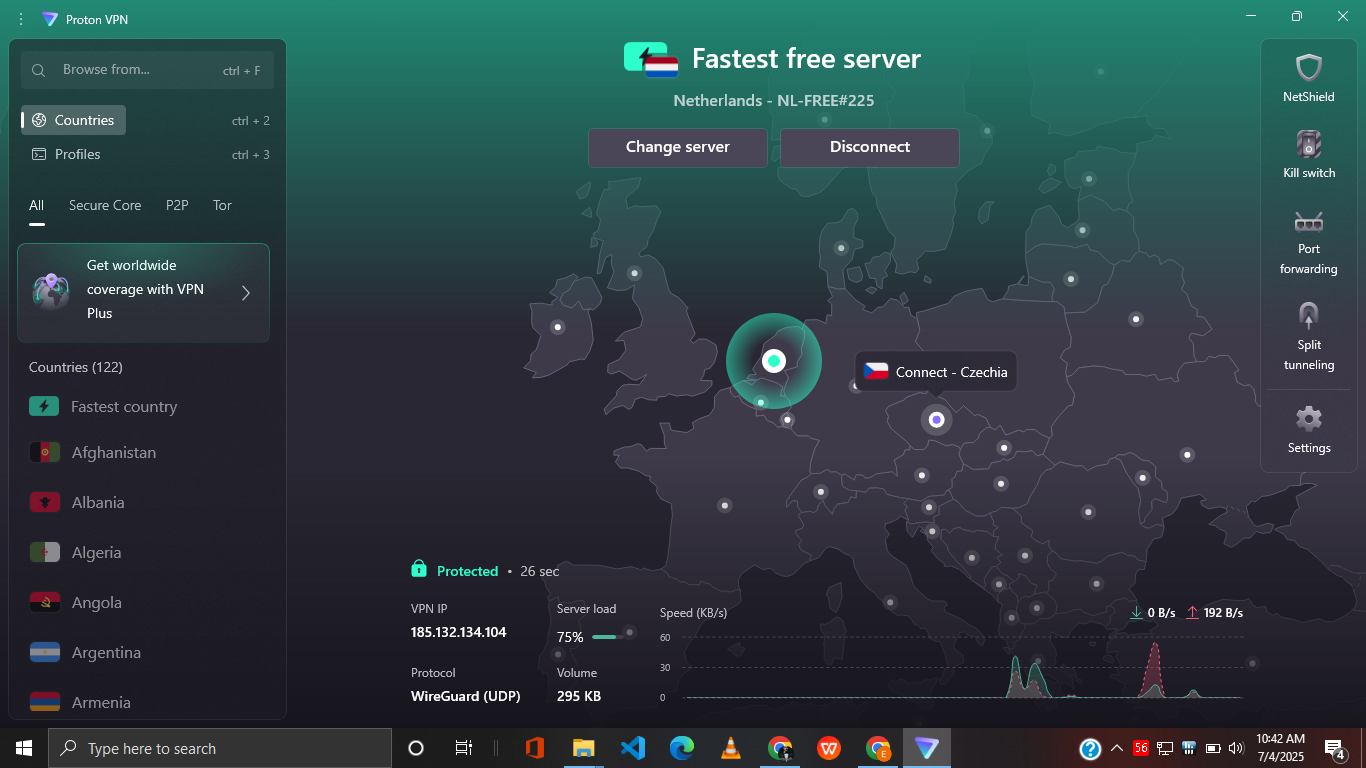 Proton VPN
Browse from...
ctrl + F
Countries
ctrl + 2
Profiles
ctrl + 3
All
Secure Core
P2P
Tor
Get worldwide
coverage with VPN
Plus
Countries (122)
Fastest country
Afghanistan
Albania
Algeria
Angola
Argentina
Armenia
Fastest free server
Netherlands - NL-FREE#225
Change server
Disconnect
Connect - Czechia
Protected • 26 sec
VPN IP
185.132.134.104
Server load
75%
Protocol
WireGuard (UDP)
Volume
295 KB
Speed (KB/s)
0 B/s
192 B/s
60
30
0
NetShield
Kill switch
Port
forwarding
Split
tunneling
Settings
Type here to search
W
E
?
56
10:42 AM
7/4/2025
4